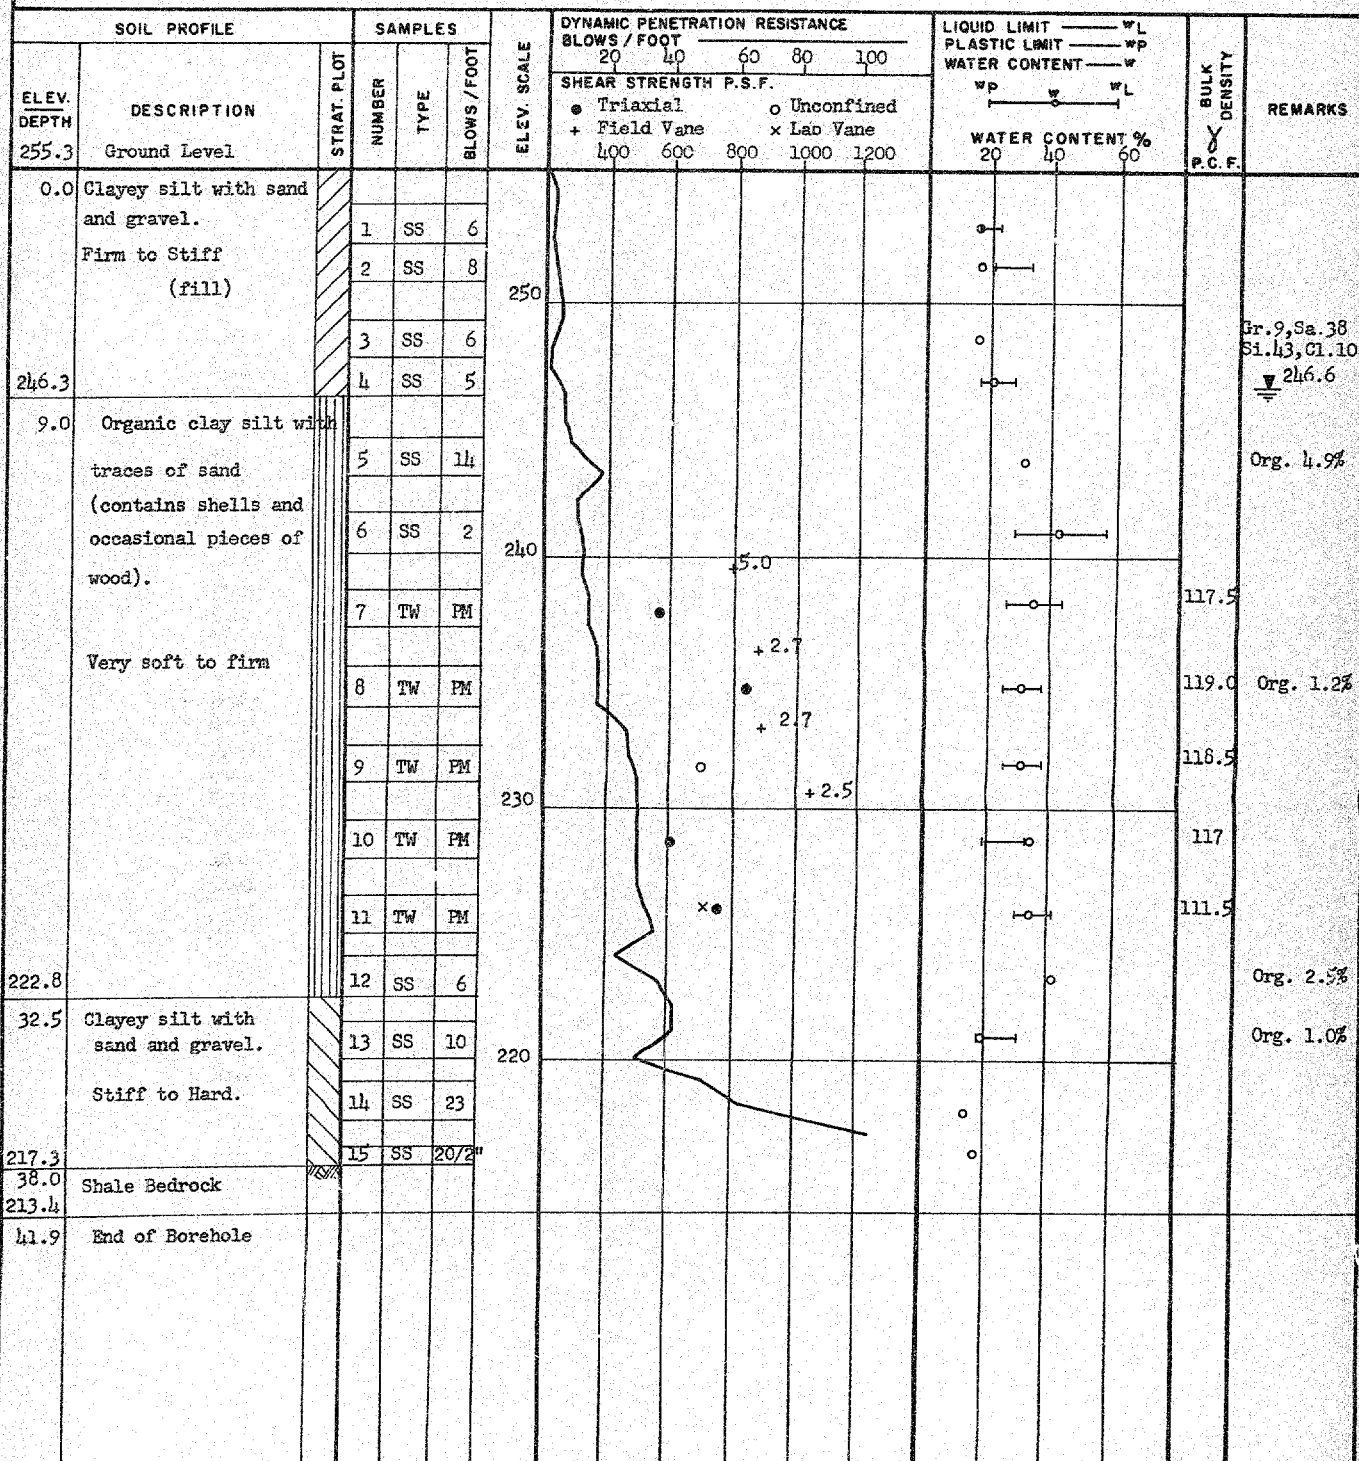 SOIL PROFILE
SAMPLES
ELEV. SCALE
DYNAMIC PENETRATION RESISTANCE
BLOWS / FOOT
20 40 60 80 100
SHEAR STRENGTH P.S.F.
● Triaxial ○ Unconfined
+ Field Vane × Lab Vane
400 600 800 1000 1200
LIQUID LIMIT wL
PLASTIC LIMIT wP
WATER CONTENT w
wP w wL
WATER CONTENT %
20 40 60
BULK DENSITY
γ
P.C.F.
REMARKS
ELEV.
DEPTH
DESCRIPTION
STRAT. PLOT
NUMBER
TYPE
BLOWS / FOOT
255.3 Ground Level
0.0 Clayey silt with sand
and gravel.
1 SS 6
Firm to Stiff
2 SS 8
(fill)
250
3 SS 6
Gr.9,Sa.38
Si.43,Cl.10
246.3
4 SS 5
246.6
9.0 Organic clay silt with
5 SS 14
Org. 4.9%
traces of sand
(contains shells and
6 SS 2
occasional pieces of
240
+5.0
wood).
7 TW PM
117.5
+ 2.7
Very soft to firm
8 TW PM
119.0
Org. 1.2%
+ 2.7
9 TW PM
118.5
230
+ 2.5
10 TW PM
117
11 TW PM
111.5
222.8
12 SS 6
Org. 2.5%
32.5 Clayey silt with
sand and gravel.
13 SS 10
Org. 1.0%
220
Stiff to Hard.
14 SS 23
217.3
15 SS 20/2"
38.0
Shale Bedrock
213.4
41.9 End of Borehole